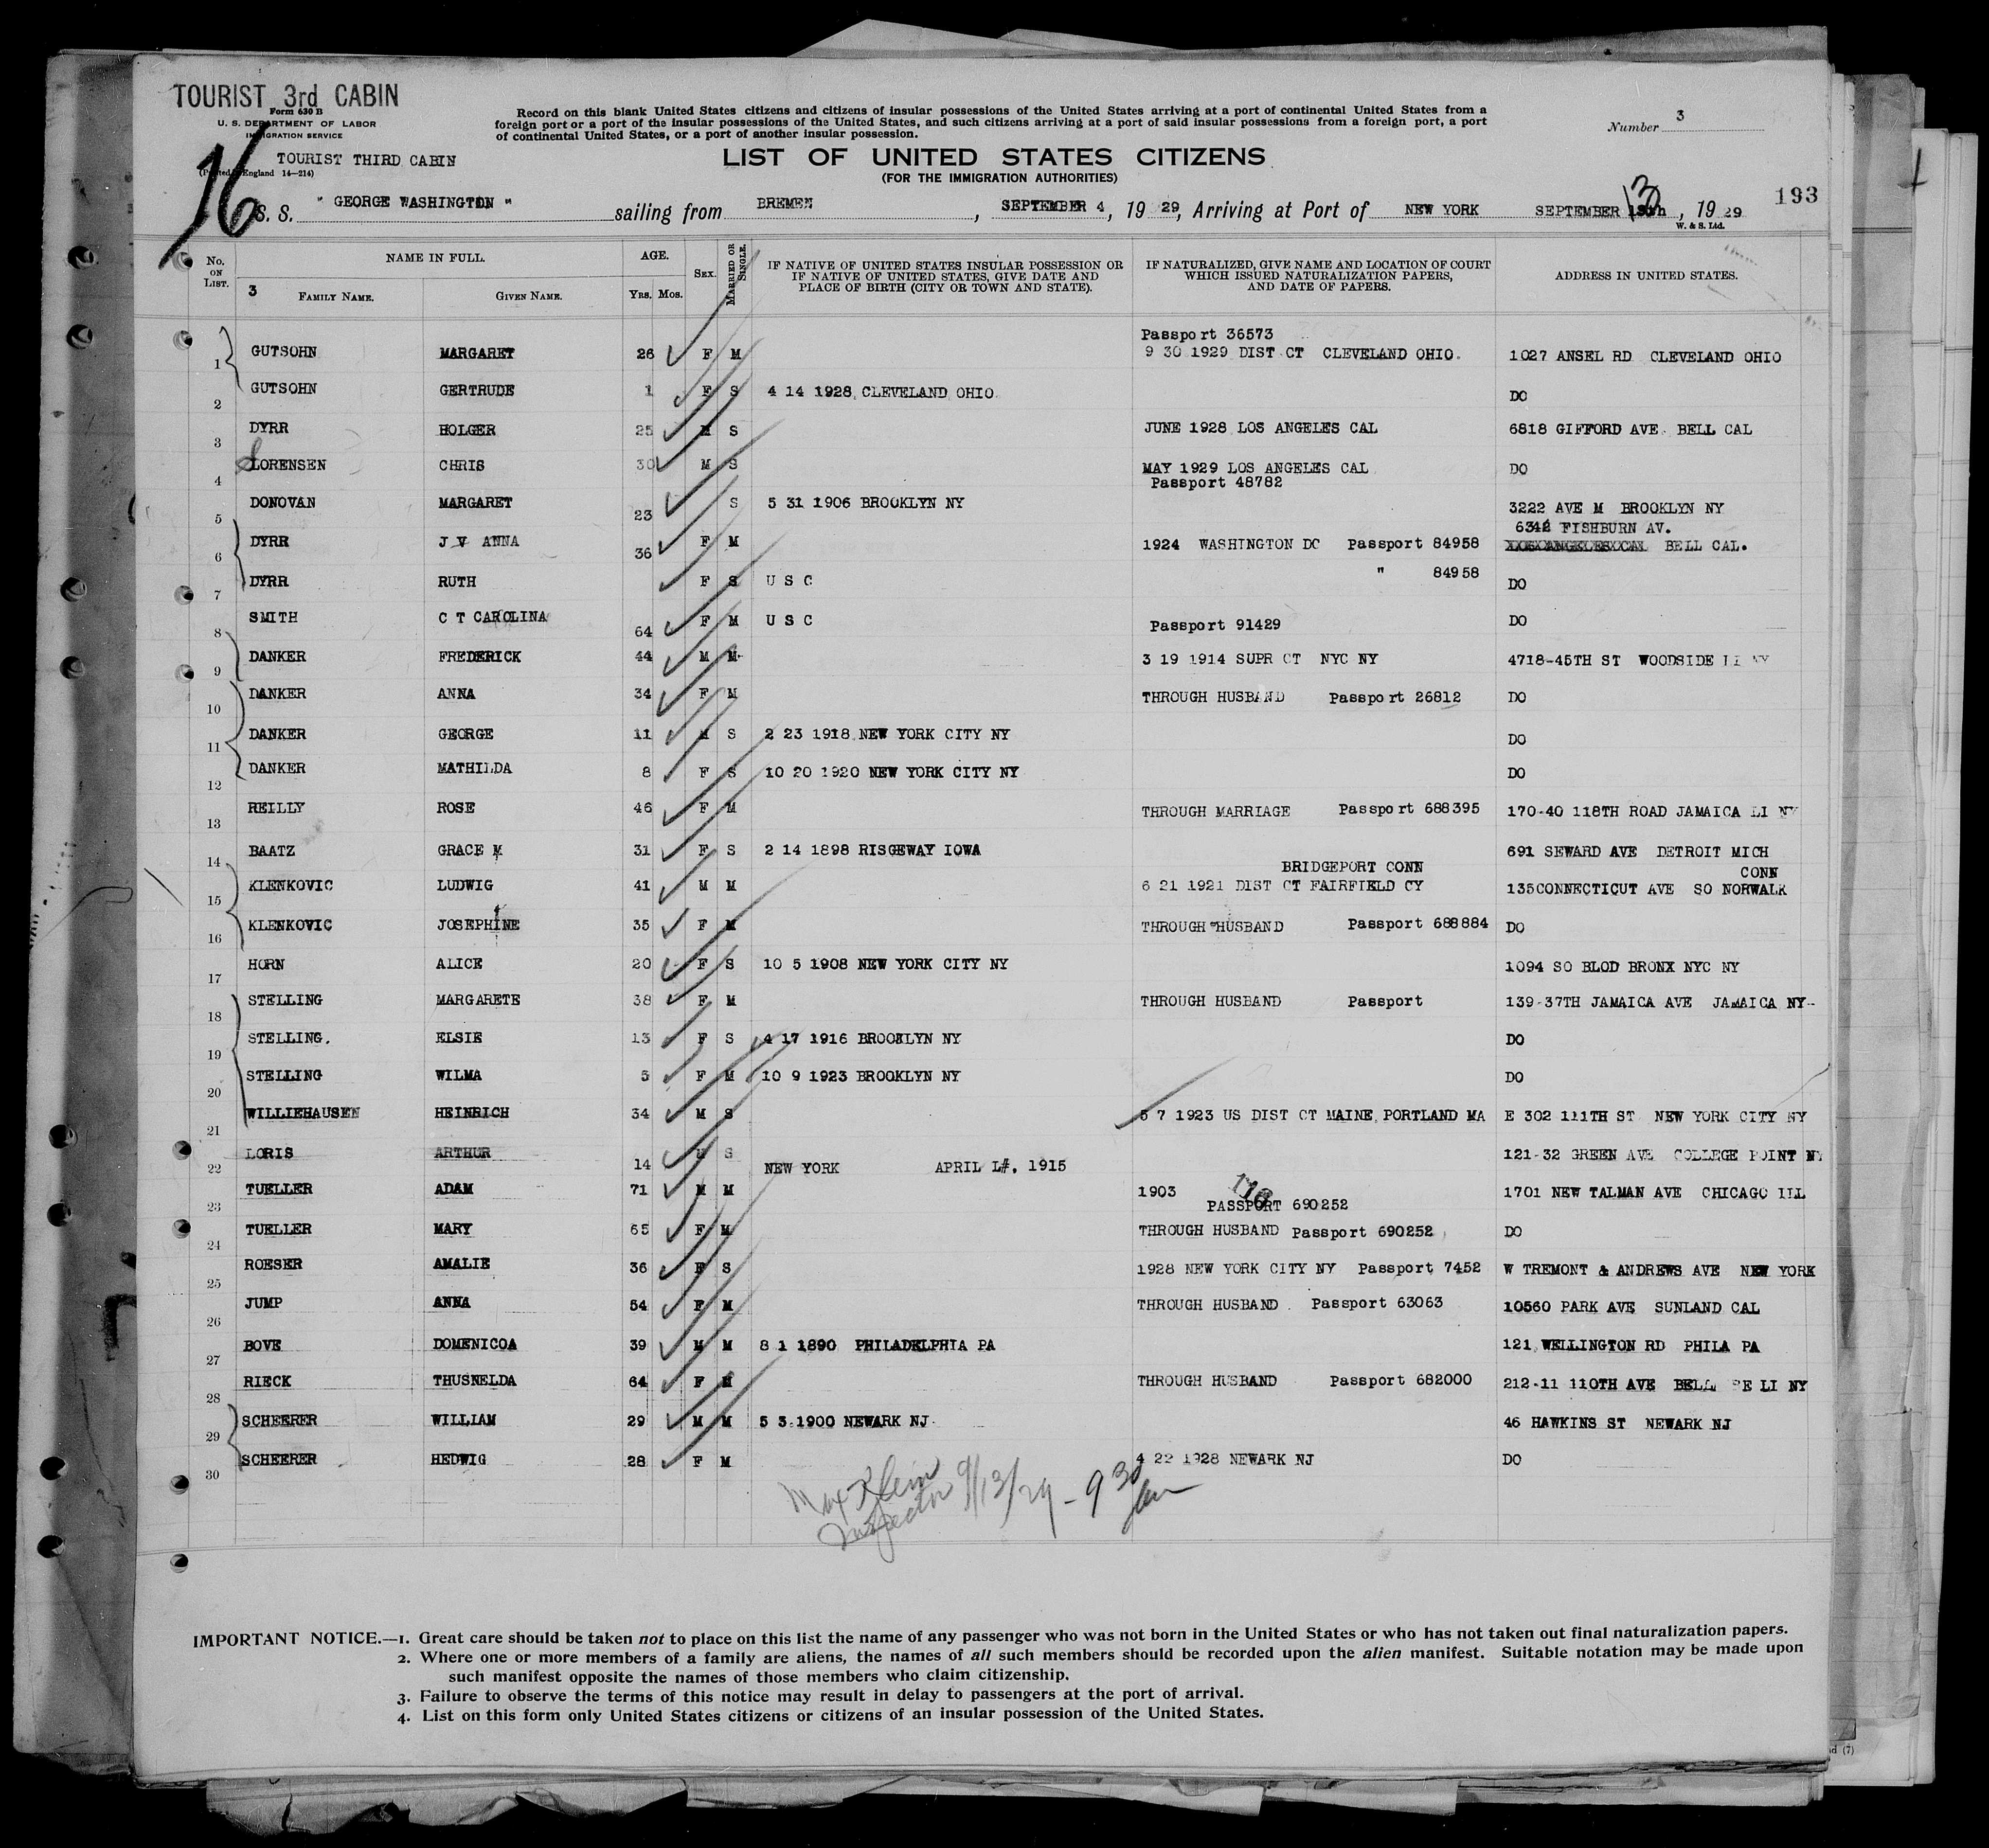 TOURIST 3rd CABIN
Form 630 B
U. S. DEPARTMENT OF LABOR
IMMIGRATION SERVICE
TOURIST THIRD CABIN
England 14—214)
16
Record on this blank United States citizens and citizens of insular possessions of the United States arriving at a port of continental United States from a
foreign port or a port of the insular possessions of the United States, and such citizens arriving at a port of said insular possessions from a foreign port, a port
of continental United States, or a port of another insular possession.
Number 3
LIST OF UNITED STATES CITIZENS
(FOR THE IMMIGRATION AUTHORITIES)
193
S. S. " GEORGE WASHINGTON " sailing from BREMEN, SEPTEMBER 4, 19 29, Arriving at Port of NEW YORK SEPTEMBER 13, 19 29
W. & S. Ltd.
No. ON LIST. NAME IN FULL. AGE. SEX. MARRIED OR SINGLE. IF NATIVE OF UNITED STATES INSULAR POSSESSION OR IF NATIVE OF UNITED STATES, GIVE DATE AND PLACE OF BIRTH (CITY OR TOWN AND STATE). IF NATURALIZED, GIVE NAME AND LOCATION OF COURT WHICH ISSUED NATURALIZATION PAPERS, AND DATE OF PAPERS. ADDRESS IN UNITED STATES.
3 FAMILY NAME. GIVEN NAME. YRS. MOS.
Passport 36573
1 GUTSOHN MARGARET 26 F M 9 30 1929 DIST CT CLEVELAND OHIO. 1027 ANSEL RD CLEVELAND OHIO
2 GUTSOHN GERTRUDE 1 F S 4 14 1928 CLEVELAND OHIO DO
3 DYRR HOLGER 25 M S JUNE 1928 LOS ANGELES CAL 6818 GIFFORD AVE BELL CAL
4 LORENSEN CHRIS 30 M S MAY 1929 LOS ANGELES CAL DO
Passport 48782
5 DONOVAN MARGARET 23 S 5 31 1906 BROOKLYN NY 3222 AVE M BROOKLYN NY
6342 FISHBURN AV.
6 DYRR J V ANNA 36 F M 1924 WASHINGTON DC Passport 84958 BELL CAL.
7 DYRR RUTH F S U S C " 84958 DO
8 SMITH C T CAROLINA 64 F M U S C Passport 91429 DO
9 DANKER FREDERICK 44 M M 3 19 1914 SUPR CT NYC NY 4718-45TH ST WOODSIDE LI NY
10 DANKER ANNA 34 F M THROUGH HUSBAND Passport 26812 DO
11 DANKER GEORGE 11 M S 2 23 1918 NEW YORK CITY NY DO
12 DANKER MATHILDA 8 F S 10 20 1920 NEW YORK CITY NY DO
13 REILLY ROSE 46 F M THROUGH MARRIAGE Passport 688395 170-40 118TH ROAD JAMAICA LI NY
14 BAATZ GRACE M 31 F S 2 14 1898 RISGEWAY IOWA 691 SEWARD AVE DETROIT MICH
BRIDGEPORT CONN CONN
15 KLENKOVIC LUDWIG 41 M M 6 21 1921 DIST CT FAIRFIELD CY 135CONNECTICUT AVE SO NORWALK
16 KLENKOVIC JOSEPHINE 35 F M THROUGH HUSBAND Passport 688884 DO
17 HORN ALICE 20 F S 10 5 1908 NEW YORK CITY NY 1094 SO BLOD BRONX NYC NY
18 STELLING MARGARETE 38 F M THROUGH HUSBAND Passport 139-37TH JAMAICA AVE JAMAICA NY
19 STELLING. ELSIE 13 F S 4 17 1916 BROOKLYN NY DO
20 STELLING WILMA 5 F M 10 9 1923 BROOKLYN NY DO
21 WILLIEHAUSEN HEINRICH 34 M S 5 7 1923 US DIST CT MAINE, PORTLAND MA E 302 111TH ST NEW YORK CITY NY
22 LORIS ARTHUR 14 M S NEW YORK APRIL L#, 1915 121-32 GREEN AVE COLLEGE POINT NY
23 TUELLER ADAM 71 M M 1903 116 PASSPORT 690252 1701 NEW TALMAN AVE CHICAGO ILL
24 TUELLER MARY 65 F M THROUGH HUSBAND Passport 690252 DO
25 ROESER AMALIE 36 F S 1928 NEW YORK CITY NY Passport 7452 W TREMONT & ANDREWS AVE NEW YORK
26 JUMP ANNA 54 F M THROUGH HUSBAND. Passport 63063 10560 PARK AVE SUNLAND CAL
27 BOVE DOMENICOA 39 M M 8 1 1890 PHILADELPHIA PA 121 WELLINGTON RD PHILA PA
28 RIECK THUSNELDA 64 F M THROUGH HUSBAND Passport 682000 212-11 110TH AVE LI NY
29 SCHEERER WILLIAM 29 M M 5 3 1900 NEWARK NJ 46 HAWKINS ST NEWARK NJ
30 SCHEERER HEDWIG 28 F M 4 22 1928 NEWARK NJ DO
Max Klein 9/13/29 - 9 30
Inspector
IMPORTANT NOTICE.—1. Great care should be taken not to place on this list the name of any passenger who was not born in the United States or who has not taken out final naturalization papers.
2. Where one or more members of a family are aliens, the names of all such members should be recorded upon the alien manifest. Suitable notation may be made upon
such manifest opposite the names of those members who claim citizenship.
3. Failure to observe the terms of this notice may result in delay to passengers at the port of arrival.
4. List on this form only United States citizens or citizens of an insular possession of the United States.